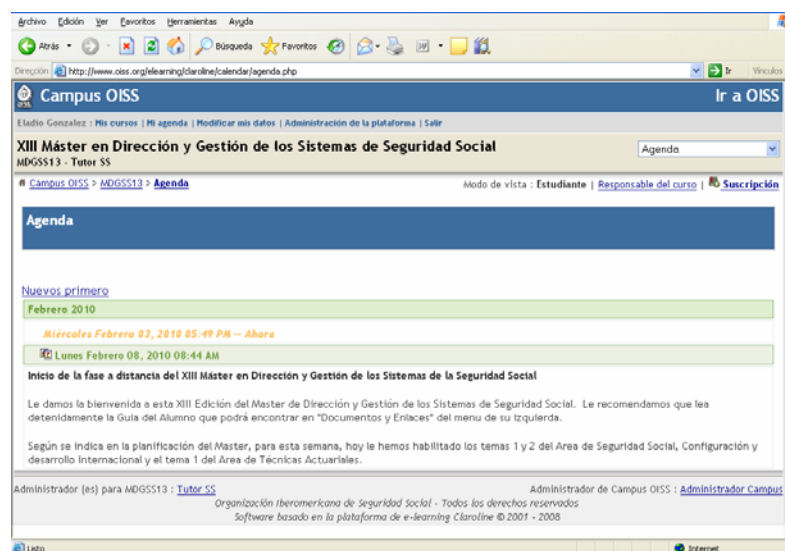 Archivo Edición Ver Favoritos Herramientas Ayuda
Atrás Búsqueda Favoritos
Dirección http://www.oiss.org/elearning/claroline/calendar/agenda.php Ir Vínculos
Campus OISS Ir a OISS
Eladio Gonzalez : Mis cursos | Mi agenda | Modificar mis datos | Administración de la plataforma | Salir
XIII Máster en Dirección y Gestión de los Sistemas de Seguridad Social Agenda
MDGSS13 - Tutor SS
Campus OISS > MDGSS13 > Agenda Modo de vista : Estudiante | Responsable del curso | Suscripción
Agenda
Nuevos primero
Febrero 2010
Miércoles Febrero 03, 2010 05:49 PM -- Ahora
Lunes Febrero 08, 2010 08:44 AM
Inicio de la fase a distancia del XIII Máster en Dirección y Gestión de los Sistemas de la Seguridad Social
Le damos la bienvenida a esta XIII Edición del Master de Dirección y Gestión de los Sistemas de Seguridad Social. Le recomendamos que lea
detenidamente la Guia del Alumno que podrá encontrar en "Documentos y Enlaces" del menu de su izquierda.
Según se indica en la planificación del Master, para esta semana, hoy le hemos habilitado los temas 1 y 2 del Area de Seguridad Social, Configuración y
desarrollo Internacional y el tema 1 del Area de Técnicas Actuariales.
Administrador (es) para MDGSS13 : Tutor SS Administrador de Campus OISS : Administrador Campus
Organización Iberomericana de Seguridad Social - Todos los derechos reservados
Software basado en la plataforma de e-learning Claroline © 2001 - 2008
Listo Internet